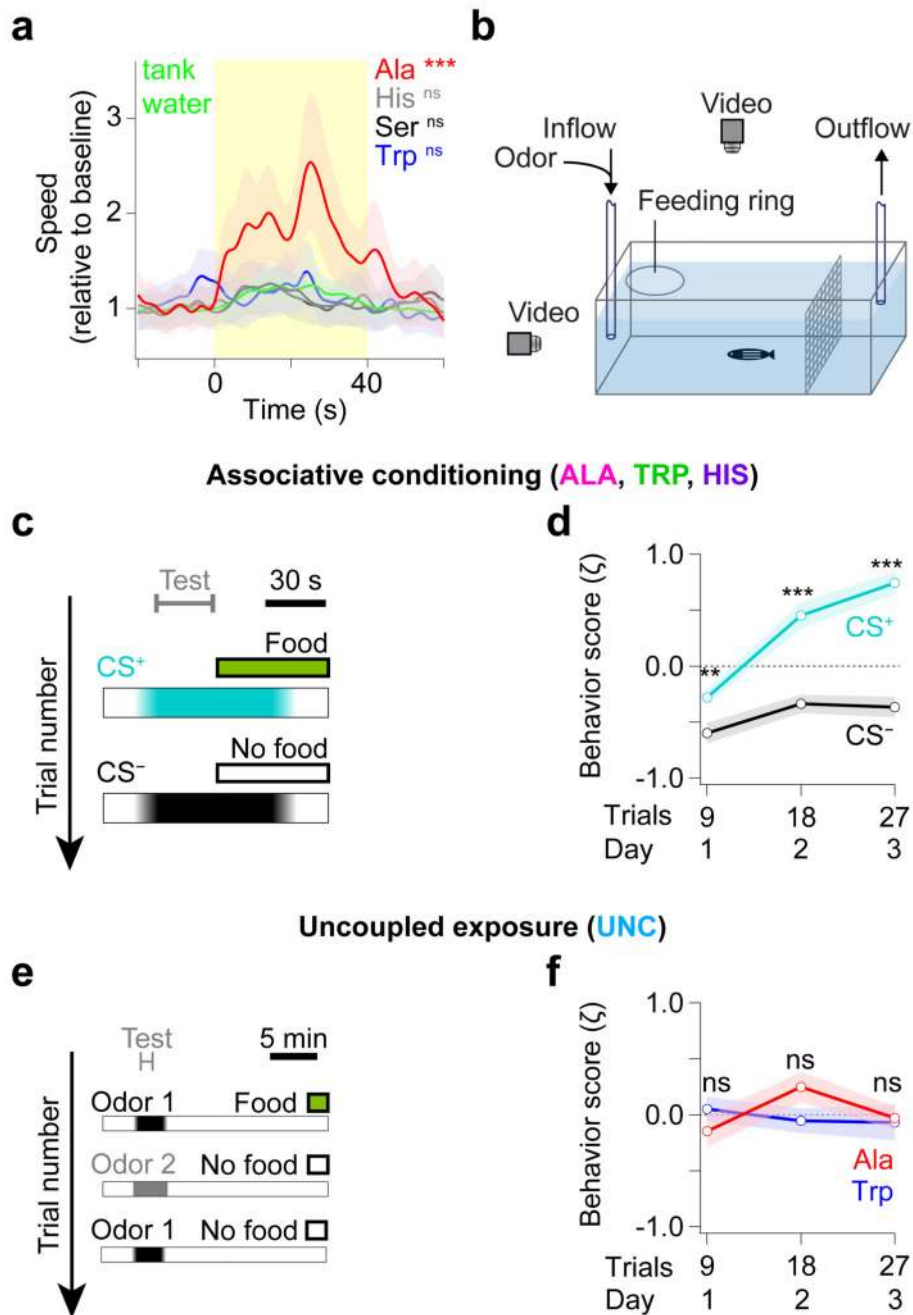 a
tank
water
Ala ***
His ns
Ser ns
Trp ns
3
2
1
Speed
(relative to baseline)
0
40
Time (s)
b
Video
Inflow
Outflow
Odor
Feeding ring
Video
Associative conditioning (ALA, TRP, HIS)
c
Test
30 s
Trial number
Food
CS⁺
No food
CS⁻
d
Behavior score (ζ)
1.0
0.0
-1.0
**
***
***
CS⁺
CS⁻
Trials 9 18 27
Day 1 2 3
Uncoupled exposure (UNC)
e
Test
5 min
Trial number
Odor 1 Food
Odor 2 No food
Odor 1 No food
f
Behavior score (ζ)
1.0
0.0
-1.0
ns
ns
ns
Ala
Trp
Trials 9 18 27
Day 1 2 3